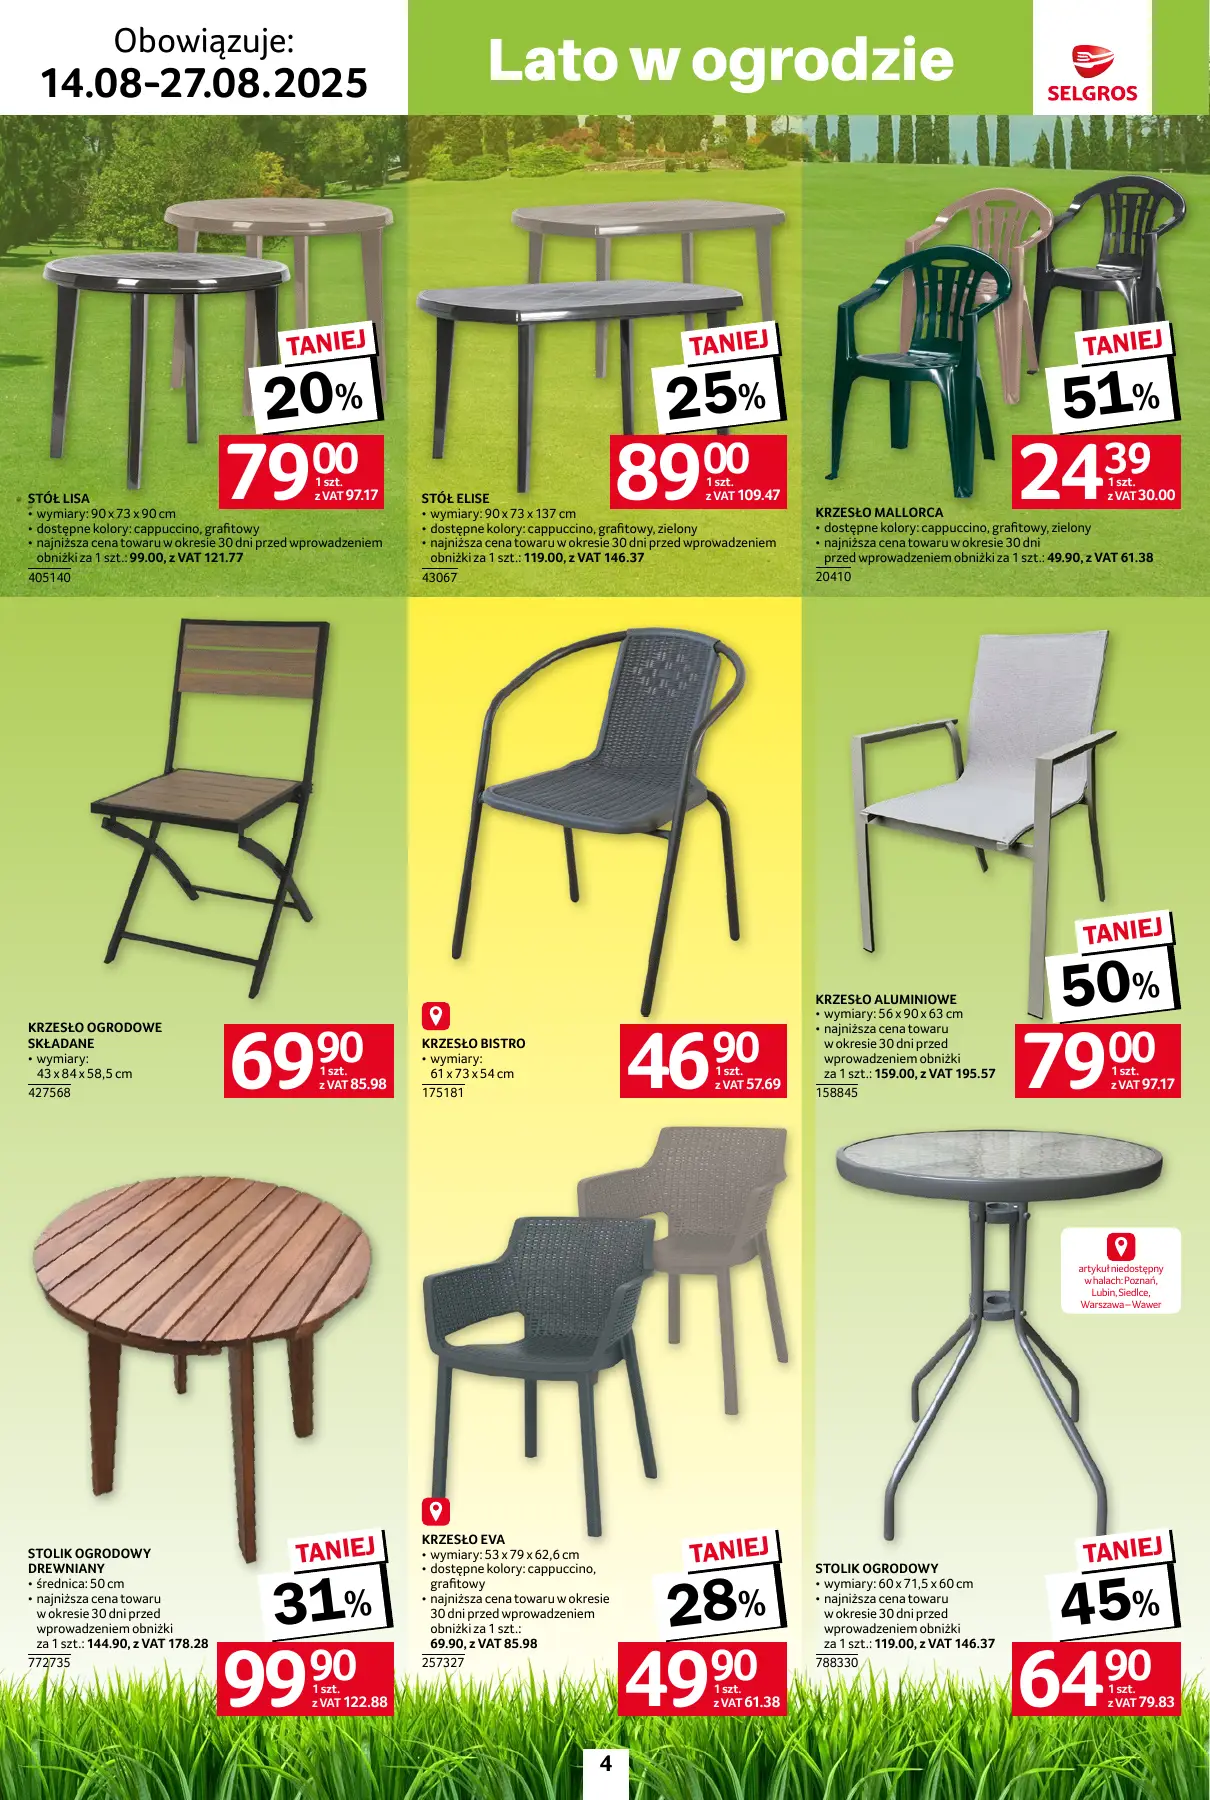 Obowiązuje:
14.08-27.08.2025
Lato w ogrodzie
SELGROS
TANIEJ
20%
79 00
1 szt.
z VAT 97.17
STÓŁ LISA
• wymiary: 90 x 73 x 90 cm
• dostępne kolory: cappuccino, grafitowy
• najniższa cena towaru w okresie 30 dni przed wprowadzeniem
obniżki za 1 szt.: 99.00, z VAT 121.77
405140
TANIEJ
25%
89 00
1 szt.
z VAT 109.47
STÓŁ ELISE
• wymiary: 90 x 73 x 137 cm
• dostępne kolory: cappuccino, grafitowy, zielony
• najniższa cena towaru w okresie 30 dni przed wprowadzeniem
obniżki za 1 szt.: 119.00, z VAT 146.37
43067
TANIEJ
51%
24 39
1 szt.
z VAT 30.00
KRZESŁO MALLORCA
• dostępne kolory: cappuccino, grafitowy, zielony
• najniższa cena towaru w okresie 30 dni
przed wprowadzeniem obniżki za 1 szt.: 49.90, z VAT 61.38
20410
KRZESŁO OGRODOWE
SKŁADANE
• wymiary:
43 x 84 x 58,5 cm
427568
69 90
1 szt.
z VAT 85.98
KRZESŁO BISTRO
• wymiary:
61 x 73 x 54 cm
175181
46 90
1 szt.
z VAT 57.69
TANIEJ
50%
KRZESŁO ALUMINIOWE
• wymiary: 56 x 90 x 63 cm
• najniższa cena towaru
w okresie 30 dni przed
wprowadzeniem obniżki
za 1 szt.: 159.00, z VAT 195.57
158845
79 00
1 szt.
z VAT 97.17
STOLIK OGRODOWY
DREWNIANY
• średnica: 50 cm
• najniższa cena towaru
w okresie 30 dni przed
wprowadzeniem obniżki
za 1 szt.: 144.90, z VAT 178.28
772735
TANIEJ
31%
99 90
1 szt.
z VAT 122.88
KRZESŁO EVA
• wymiary: 53 x 79 x 62,6 cm
• dostępne kolory: cappuccino,
grafitowy
• najniższa cena towaru w okresie
30 dni przed wprowadzeniem
obniżki za 1 szt.:
69.90, z VAT 85.98
257327
TANIEJ
28%
49 90
1 szt.
z VAT 61.38
artykuł niedostępny
w halach: Poznań,
Lubin, Siedlce,
Warszawa – Wawer
STOLIK OGRODOWY
• wymiary: 60 x 71,5 x 60 cm
• najniższa cena towaru
w okresie 30 dni przed
wprowadzeniem obniżki
za 1 szt.: 119.00, z VAT 146.37
788330
TANIEJ
45%
64 90
1 szt.
z VAT 79.83
4